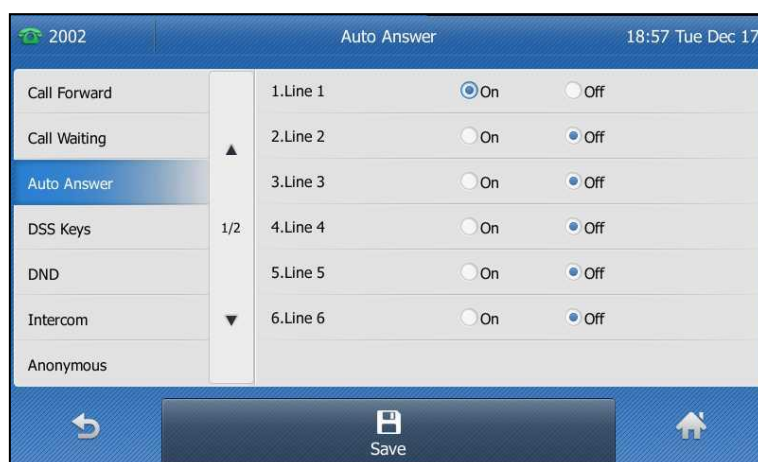 2002 Auto Answer 18:57 Tue Dec 17
Call Forward
Call Waiting
Auto Answer
DSS Keys
DND
Intercom
Anonymous
1/2
1.Line 1 On Off
2.Line 2 On Off
3.Line 3 On Off
4.Line 4 On Off
5.Line 5 On Off
6.Line 6 On Off
Save